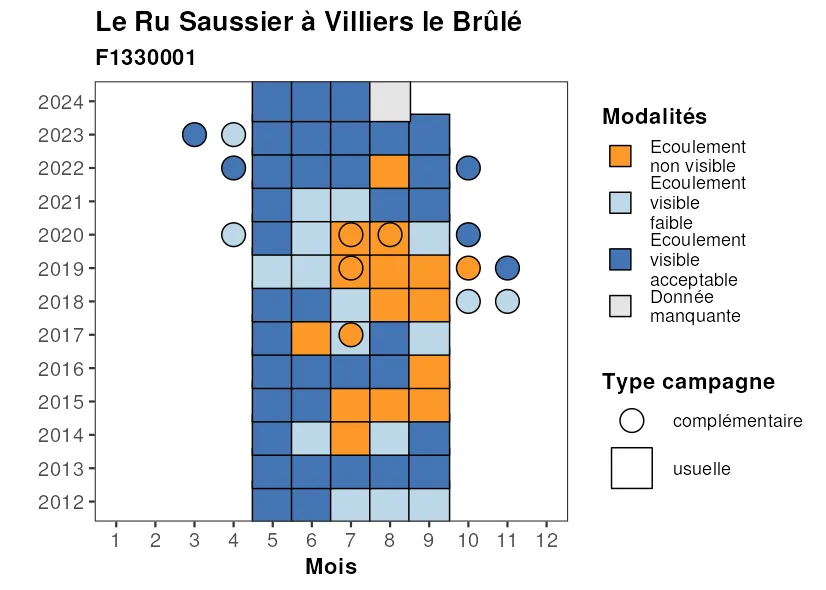 Le Ru Saussier à Villiers le Brûlé
F1330001
2024
2023
2022
2021
2020
2019
2018
2017
2016
2015
2014
2013
2012
1 2 3 4 5 6 7 8 9 10 11 12
Mois
Modalités
Ecoulement
non visible
Ecoulement
visible
faible
Ecoulement
visible
acceptable
Donnée
manquante
Type campagne
complémentaire
usuelle